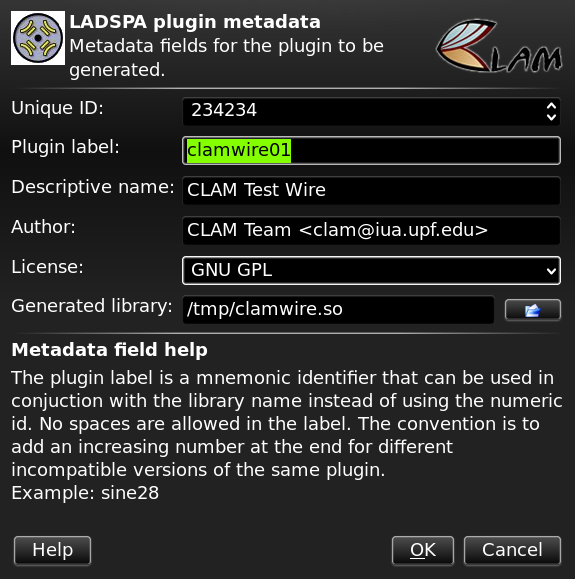 LADSPA plugin metadata
Metadata fields for the plugin to be
generated.
CLAM
Unique ID:
234234
Plugin label:
clamwire01
Descriptive name:
CLAM Test Wire
Author:
CLAM Team <clam@iua.upf.edu>
License:
GNU GPL
Generated library:
/tmp/clamwire.so
Metadata field help
The plugin label is a mnemonic identifier that can be used in
conjuction with the library name instead of using the numeric
id. No spaces are allowed in the label. The convention is to
add an increasing number at the end for different
incompatible versions of the same plugin.
Example: sine28
Help
OK
Cancel